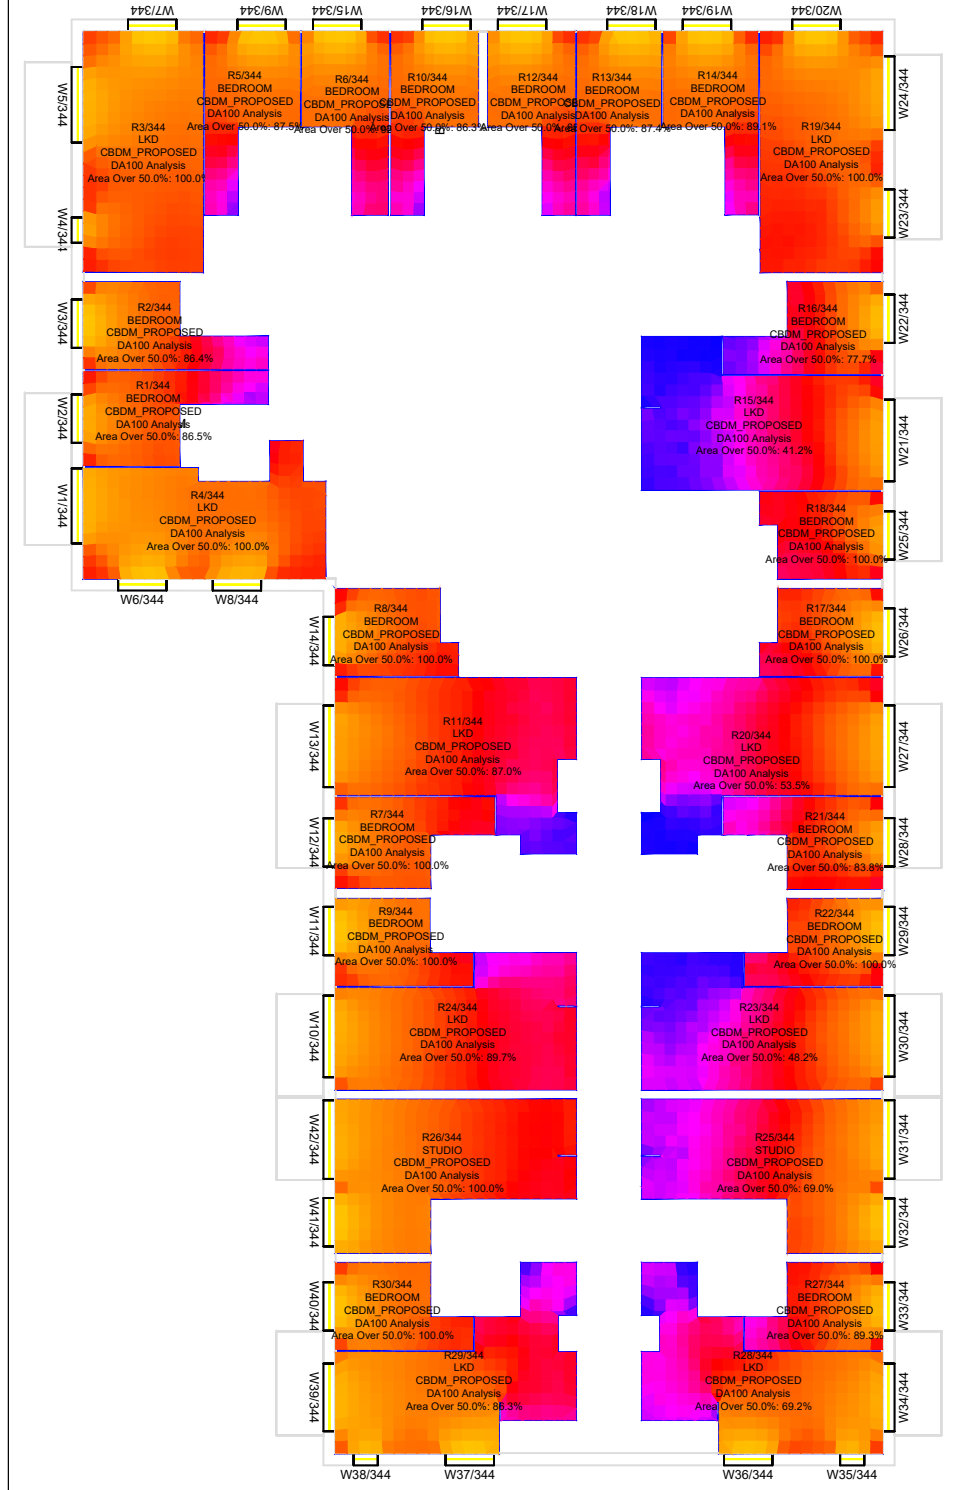 W7/344
W9/344
W15/344
W16/344
W17/344
W18/344
W19/344
W20/344
W5/344
W4/344
W3/344
W2/344
W1/344
W24/344
W23/344
W22/344
W21/344
W25/344
R3/344
LKD
CBDM_PROPOSED
DA100 Analysis
Area Over 50.0%: 100.0%
R5/344
BEDROOM
CBDM_PROPOSED
DA100 Analysis
Area Over 50.0%: 87.5%
R6/344
BEDROOM
CBDM_PROPOSED
DA100 Analysis
Area Over 50.0%:
R10/344
BEDROOM
CBDM_PROPOSED
DA100 Analysis
Area Over 50.0%: 86.3%
R12/344
BEDROOM
CBDM_PROPOSED
DA100 Analysis
Area Over 50.0%:
R13/344
BEDROOM
CBDM_PROPOSED
DA100 Analysis
Area Over 50.0%: 87.4%
R14/344
BEDROOM
CBDM_PROPOSED
DA100 Analysis
Area Over 50.0%: 89.1%
R19/344
LKD
CBDM_PROPOSED
DA100 Analysis
Area Over 50.0%: 100.0%
R2/344
BEDROOM
CBDM_PROPOSED
DA100 Analysis
Area Over 50.0%: 86.4%
R16/344
BEDROOM
CBDM_PROPOSED
DA100 Analysis
Area Over 50.0%: 77.7%
R1/344
BEDROOM
CBDM_PROPOSED
DA100 Analysis
Area Over 50.0%: 86.5%
R15/344
LKD
CBDM_PROPOSED
DA100 Analysis
Area Over 50.0%: 41.2%
R4/344
LKD
CBDM_PROPOSED
DA100 Analysis
Area Over 50.0%: 100.0%
R18/344
BEDROOM
CBDM_PROPOSED
DA100 Analysis
Area Over 50.0%: 100.0%
W6/344
W8/344
W14/344
R8/344
BEDROOM
CBDM_PROPOSED
DA100 Analysis
Area Over 50.0%: 100.0%
R17/344
BEDROOM
CBDM_PROPOSED
DA100 Analysis
Area Over 50.0%: 100.0%
W26/344
W13/344
R11/344
LKD
CBDM_PROPOSED
DA100 Analysis
Area Over 50.0%: 87.0%
R20/344
LKD
CBDM_PROPOSED
DA100 Analysis
Area Over 50.0%: 53.5%
W27/344
W12/344
R7/344
BEDROOM
CBDM_PROPOSED
DA100 Analysis
Area Over 50.0%: 100.0%
R21/344
BEDROOM
CBDM_PROPOSED
DA100 Analysis
Area Over 50.0%: 83.8%
W28/344
W11/344
R9/344
BEDROOM
CBDM_PROPOSED
DA100 Analysis
Area Over 50.0%: 100.0%
R22/344
BEDROOM
CBDM_PROPOSED
DA100 Analysis
Area Over 50.0%: 100.0%
W29/344
W10/344
R24/344
LKD
CBDM_PROPOSED
DA100 Analysis
Area Over 50.0%: 89.7%
R23/344
LKD
CBDM_PROPOSED
DA100 Analysis
Area Over 50.0%: 48.2%
W30/344
W42/344
R26/344
STUDIO
CBDM_PROPOSED
DA100 Analysis
Area Over 50.0%: 100.0%
R25/344
STUDIO
CBDM_PROPOSED
DA100 Analysis
Area Over 50.0%: 69.0%
W31/344
W41/344
W32/344
W40/344
R30/344
BEDROOM
CBDM_PROPOSED
DA100 Analysis
Area Over 50.0%: 100.0%
R27/344
BEDROOM
CBDM_PROPOSED
DA100 Analysis
Area Over 50.0%: 89.3%
W33/344
W39/344
R29/344
LKD
CBDM_PROPOSED
DA100 Analysis
Area Over 50.0%:
R28/344
LKD
CBDM_PROPOSED
DA100 Analysis
Area Over 50.0%: 69.2%
W34/344
W38/344
W37/344
W36/344
W35/344